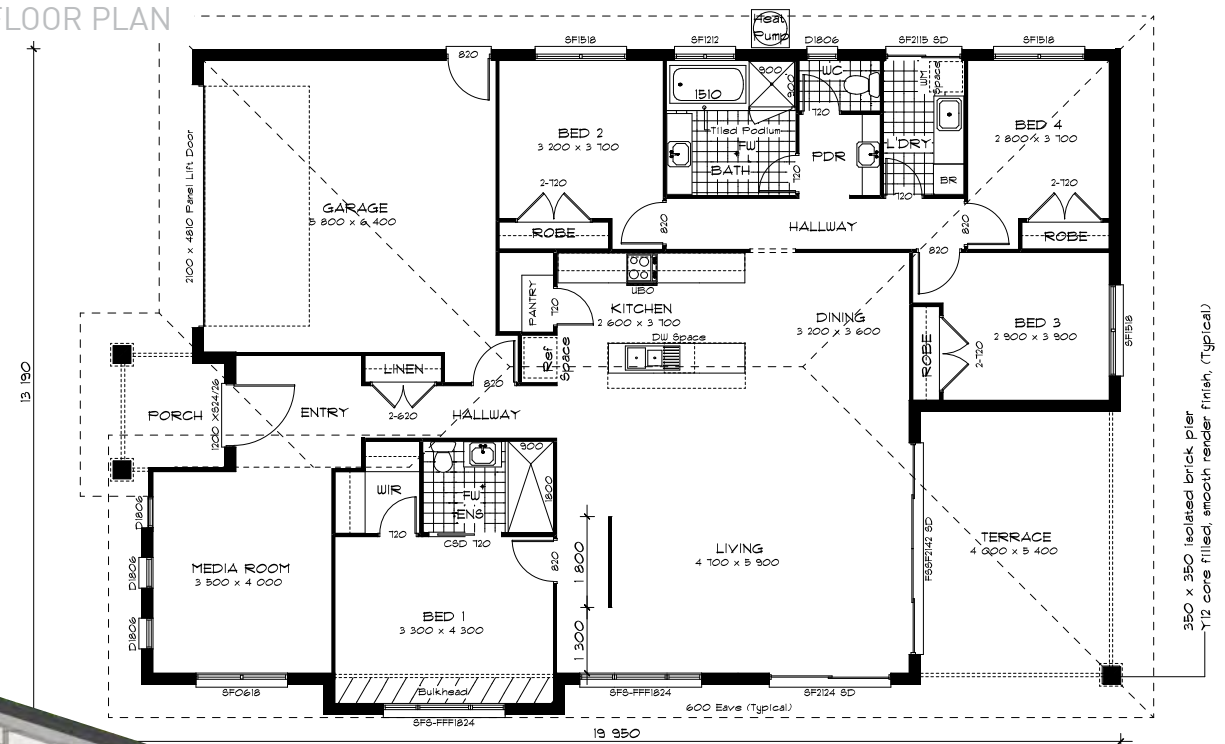 FLOOR PLAN
Heat
Pump
820
SF1518
SF1212
D1806
SF2115 SD
SF1518
900
900
WC
WM
Space
1510
720
BED 2
3 200 x 3 700
Tiled Podium
FW
BATH
720
PDR
L'DRY
BED 4
2 800 x 3 700
BR
2-720
720
2-720
2100 x 4810 Panel Lift Door
GARAGE
5 800 x 6 400
ROBE
820
HALLWAY
820
ROBE
820
UBO
PANTRY
720
KITCHEN
2 600 x 3 700
DINING
3 200 x 3 600
BED 3
2 900 x 3 900
SF1518
DW Space
Ref
Space
ROBE
2-720
13 190
LINEN
820
PORCH
1200 x824/26
ENTRY
2-620
HALLWAY
900
WIR
FW
ENS
1800
D1806
720
CSD 720
820
1 800
LIVING
4 700 x 5 900
FSSF2142 SD
TERRACE
4 000 x 5 400
MEDIA ROOM
3 500 x 4 000
D1806
D1806
BED 1
3 300 x 4 300
1 300
350 x 350 isolated brick pier
Y12 core filled, smooth render finish, (Typical)
SF0618
Bulkhead
SFS-FFF1824
SFS-FFF1824
SF2124 SD
600 Eave (Typical)
19 950